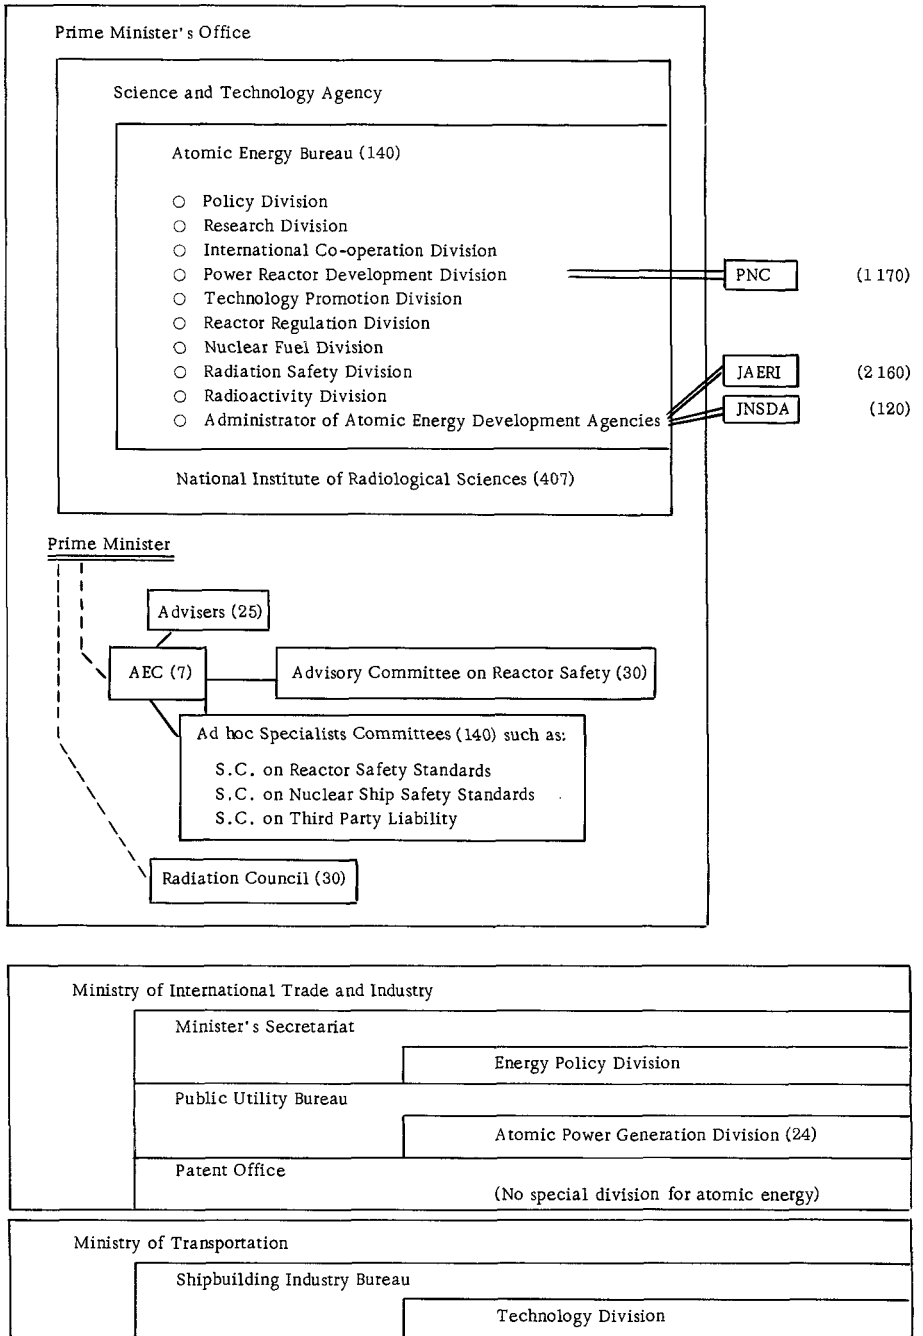 Prime Minister's Office
Science and Technology Agency
Atomic Energy Bureau (140)
○ Policy Division
○ Research Division
○ International Co-operation Division
○ Power Reactor Development Division
PNC (1 170)
○ Technology Promotion Division
○ Reactor Regulation Division
○ Nuclear Fuel Division
○ Radiation Safety Division
JAERI (2 160)
○ Radioactivity Division
○ Administrator of Atomic Energy Development Agencies
JNSDA (120)
National Institute of Radiological Sciences (407)
Prime Minister
Advisers (25)
AEC (7)
Advisory Committee on Reactor Safety (30)
Ad hoc Specialists Committees (140) such as:
S.C. on Reactor Safety Standards
S.C. on Nuclear Ship Safety Standards
S.C. on Third Party Liability
Radiation Council (30)
Ministry of International Trade and Industry
Minister's Secretariat
Energy Policy Division
Public Utility Bureau
Atomic Power Generation Division (24)
Patent Office
(No special division for atomic energy)
Ministry of Transportation
Shipbuilding Industry Bureau
Technology Division